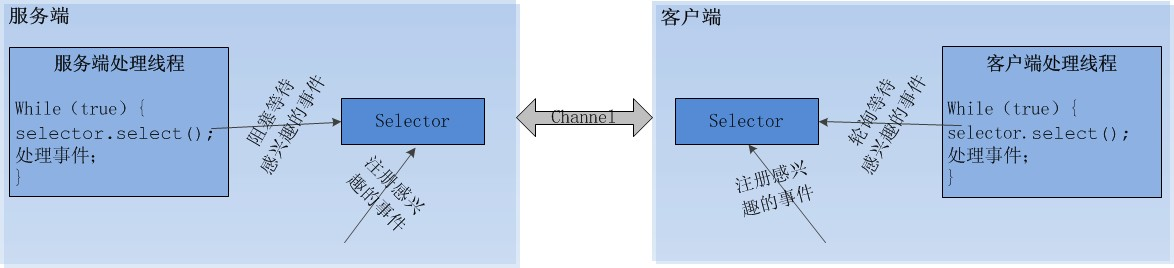 服务端
服务端处理线程
While（true）{
selector.select();
处理事件;
}
阻塞等待
感兴趣的事件
Selector
注册感兴
趣的事件
Channel
客户端
Selector
轮询等待
感兴趣的事件
注册感兴
趣的事件
客户端处理线程
While（true）{
selector.select();
处理事件;
}